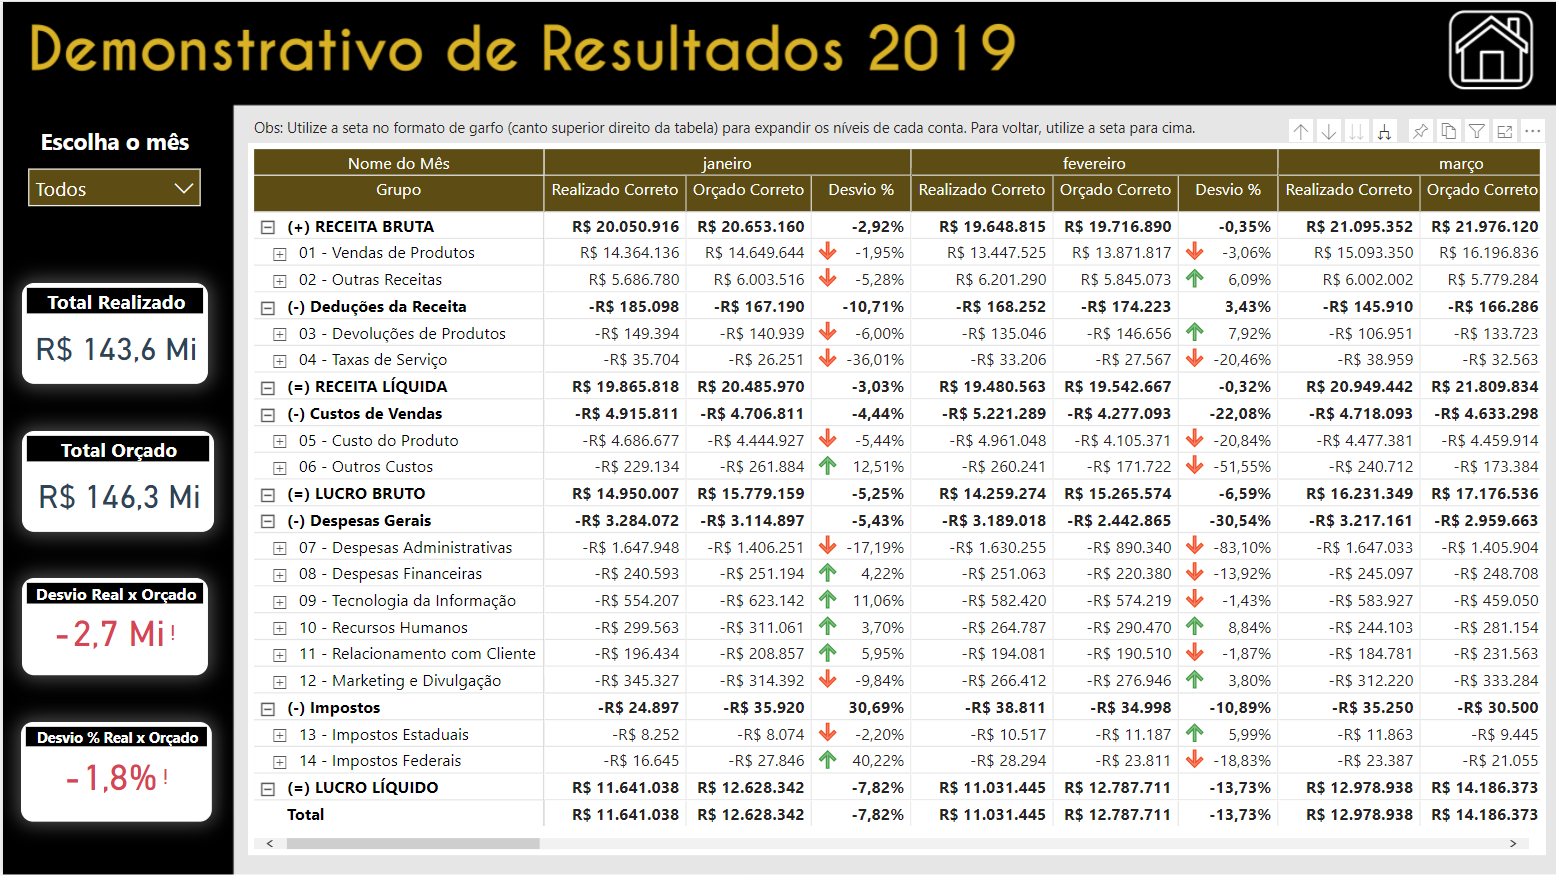 Demonstrativo de Resultados 2019
Escolha o mês
Todos
Total Realizado
R$ 143,6 Mi
Total Orçado
R$ 146,3 Mi
Desvio Real x Orçado
-2,7 Mi !
Desvio % Real x Orçado
-1,8% !
Obs: Utilize a seta no formato de garfo (canto superior direito da tabela) para expandir os níveis de cada conta. Para voltar, utilize a seta para cima.
Nome do Mês janeiro fevereiro março
Grupo Realizado Correto Orçado Correto Desvio % Realizado Correto Orçado Correto Desvio % Realizado Correto Orçado Correto
(+) RECEITA BRUTA R$ 20.050.916 R$ 20.653.160 -2,92% R$ 19.648.815 R$ 19.716.890 -0,35% R$ 21.095.352 R$ 21.976.120
01 - Vendas de Produtos R$ 14.364.136 R$ 14.649.644 -1,95% R$ 13.447.525 R$ 13.871.817 -3,06% R$ 15.093.350 R$ 16.196.836
02 - Outras Receitas R$ 5.686.780 R$ 6.003.516 -5,28% R$ 6.201.290 R$ 5.845.073 6,09% R$ 6.002.002 R$ 5.779.284
(-) Deduções da Receita -R$ 185.098 -R$ 167.190 -10,71% -R$ 168.252 -R$ 174.223 3,43% -R$ 145.910 -R$ 166.286
03 - Devoluções de Produtos -R$ 149.394 -R$ 140.939 -6,00% -R$ 135.046 -R$ 146.656 7,92% -R$ 106.951 -R$ 133.723
04 - Taxas de Serviço -R$ 35.704 -R$ 26.251 -36,01% -R$ 33.206 -R$ 27.567 -20,46% -R$ 38.959 -R$ 32.563
(=) RECEITA LÍQUIDA R$ 19.865.818 R$ 20.485.970 -3,03% R$ 19.480.563 R$ 19.542.667 -0,32% R$ 20.949.442 R$ 21.809.834
(-) Custos de Vendas -R$ 4.915.811 -R$ 4.706.811 -4,44% -R$ 5.221.289 -R$ 4.277.093 -22,08% -R$ 4.718.093 -R$ 4.633.298
05 - Custo do Produto -R$ 4.686.677 -R$ 4.444.927 -5,44% -R$ 4.961.048 -R$ 4.105.371 -20,84% -R$ 4.477.381 -R$ 4.459.914
06 - Outros Custos -R$ 229.134 -R$ 261.884 12,51% -R$ 260.241 -R$ 171.722 -51,55% -R$ 240.712 -R$ 173.384
(=) LUCRO BRUTO R$ 14.950.007 R$ 15.779.159 -5,25% R$ 14.259.274 R$ 15.265.574 -6,59% R$ 16.231.349 R$ 17.176.536
(-) Despesas Gerais -R$ 3.284.072 -R$ 3.114.897 -5,43% -R$ 3.189.018 -R$ 2.442.865 -30,54% -R$ 3.217.161 -R$ 2.959.663
07 - Despesas Administrativas -R$ 1.647.948 -R$ 1.406.251 -17,19% -R$ 1.630.255 -R$ 890.340 -83,10% -R$ 1.647.033 -R$ 1.405.904
08 - Despesas Financeiras -R$ 240.593 -R$ 251.194 4,22% -R$ 251.063 -R$ 220.380 -13,92% -R$ 245.097 -R$ 248.708
09 - Tecnologia da Informação -R$ 554.207 -R$ 623.142 11,06% -R$ 582.420 -R$ 574.219 -1,43% -R$ 583.927 -R$ 459.050
10 - Recursos Humanos -R$ 299.563 -R$ 311.061 3,70% -R$ 264.787 -R$ 290.470 8,84% -R$ 244.103 -R$ 281.154
11 - Relacionamento com Cliente -R$ 196.434 -R$ 208.857 5,95% -R$ 194.081 -R$ 190.510 -1,87% -R$ 184.781 -R$ 231.563
12 - Marketing e Divulgação -R$ 345.327 -R$ 314.392 -9,84% -R$ 266.412 -R$ 276.946 3,80% -R$ 312.220 -R$ 333.284
(-) Impostos -R$ 24.897 -R$ 35.920 30,69% -R$ 38.811 -R$ 34.998 -10,89% -R$ 35.250 -R$ 30.500
13 - Impostos Estaduais -R$ 8.252 -R$ 8.074 -2,20% -R$ 10.517 -R$ 11.187 5,99% -R$ 11.863 -R$ 9.445
14 - Impostos Federais -R$ 16.645 -R$ 27.846 40,22% -R$ 28.294 -R$ 23.811 -18,83% -R$ 23.387 -R$ 21.055
(=) LUCRO LÍQUIDO R$ 11.641.038 R$ 12.628.342 -7,82% R$ 11.031.445 R$ 12.787.711 -13,73% R$ 12.978.938 R$ 14.186.373
Total R$ 11.641.038 R$ 12.628.342 -7,82% R$ 11.031.445 R$ 12.787.711 -13,73% R$ 12.978.938 R$ 14.186.373